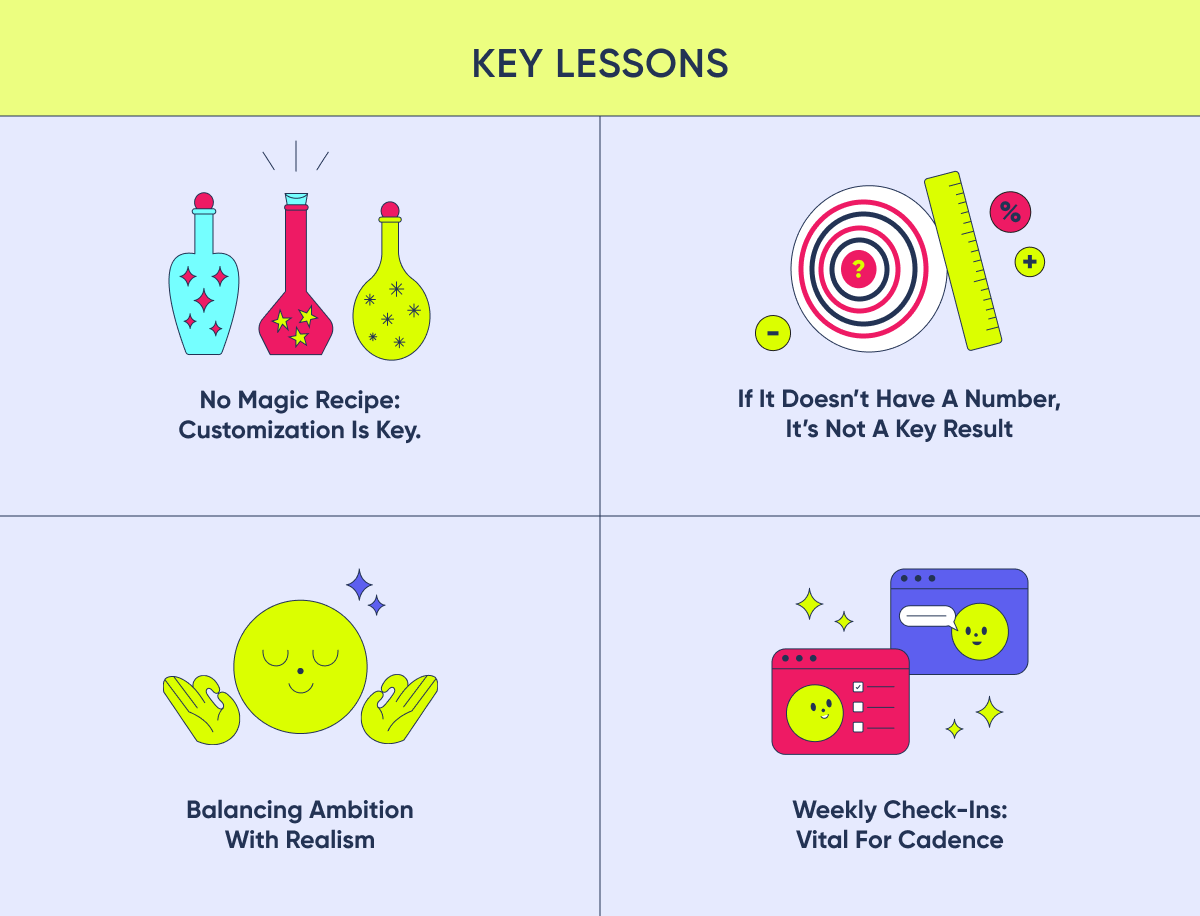 KEY LESSONS
No Magic Recipe:
Customization Is Key.
?
%
+
-
If It Doesn’t Have A Number,
It’s Not A Key Result
Balancing Ambition
With Realism
Weekly Check-Ins:
Vital For Cadence